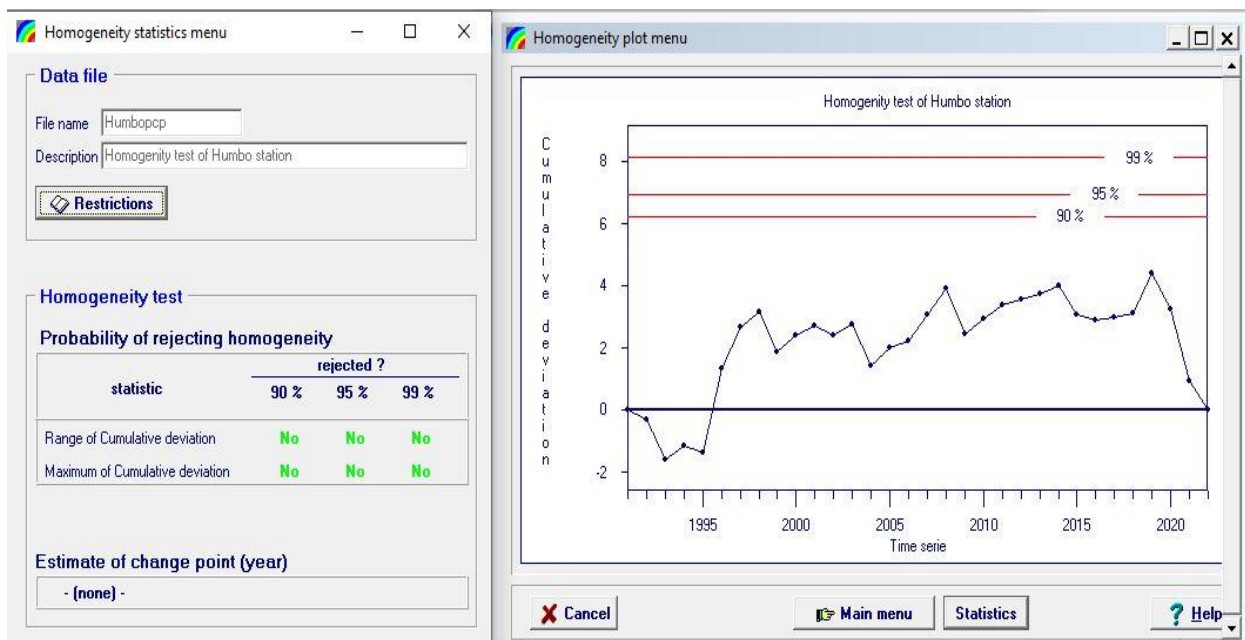 Homogeneity statistics menu
Data file
File name Humbopcp
Description Homogenity test of Humbo station
Restrictions
Homogeneity test
Probability of rejecting homogeneity
rejected ?
statistic 90 % 95 % 99 %
Range of Cumulative deviation No No No
Maximum of Cumulative deviation No No No
Estimate of change point (year)
- (none) -
Homogeneity plot menu
Homogenity test of Humbo station
Cumulative deviation
8
6
4
2
0
-2
99 %
95 %
90 %
1995 2000 2005 2010 2015 2020
Time serie
Cancel Main menu Statistics Help